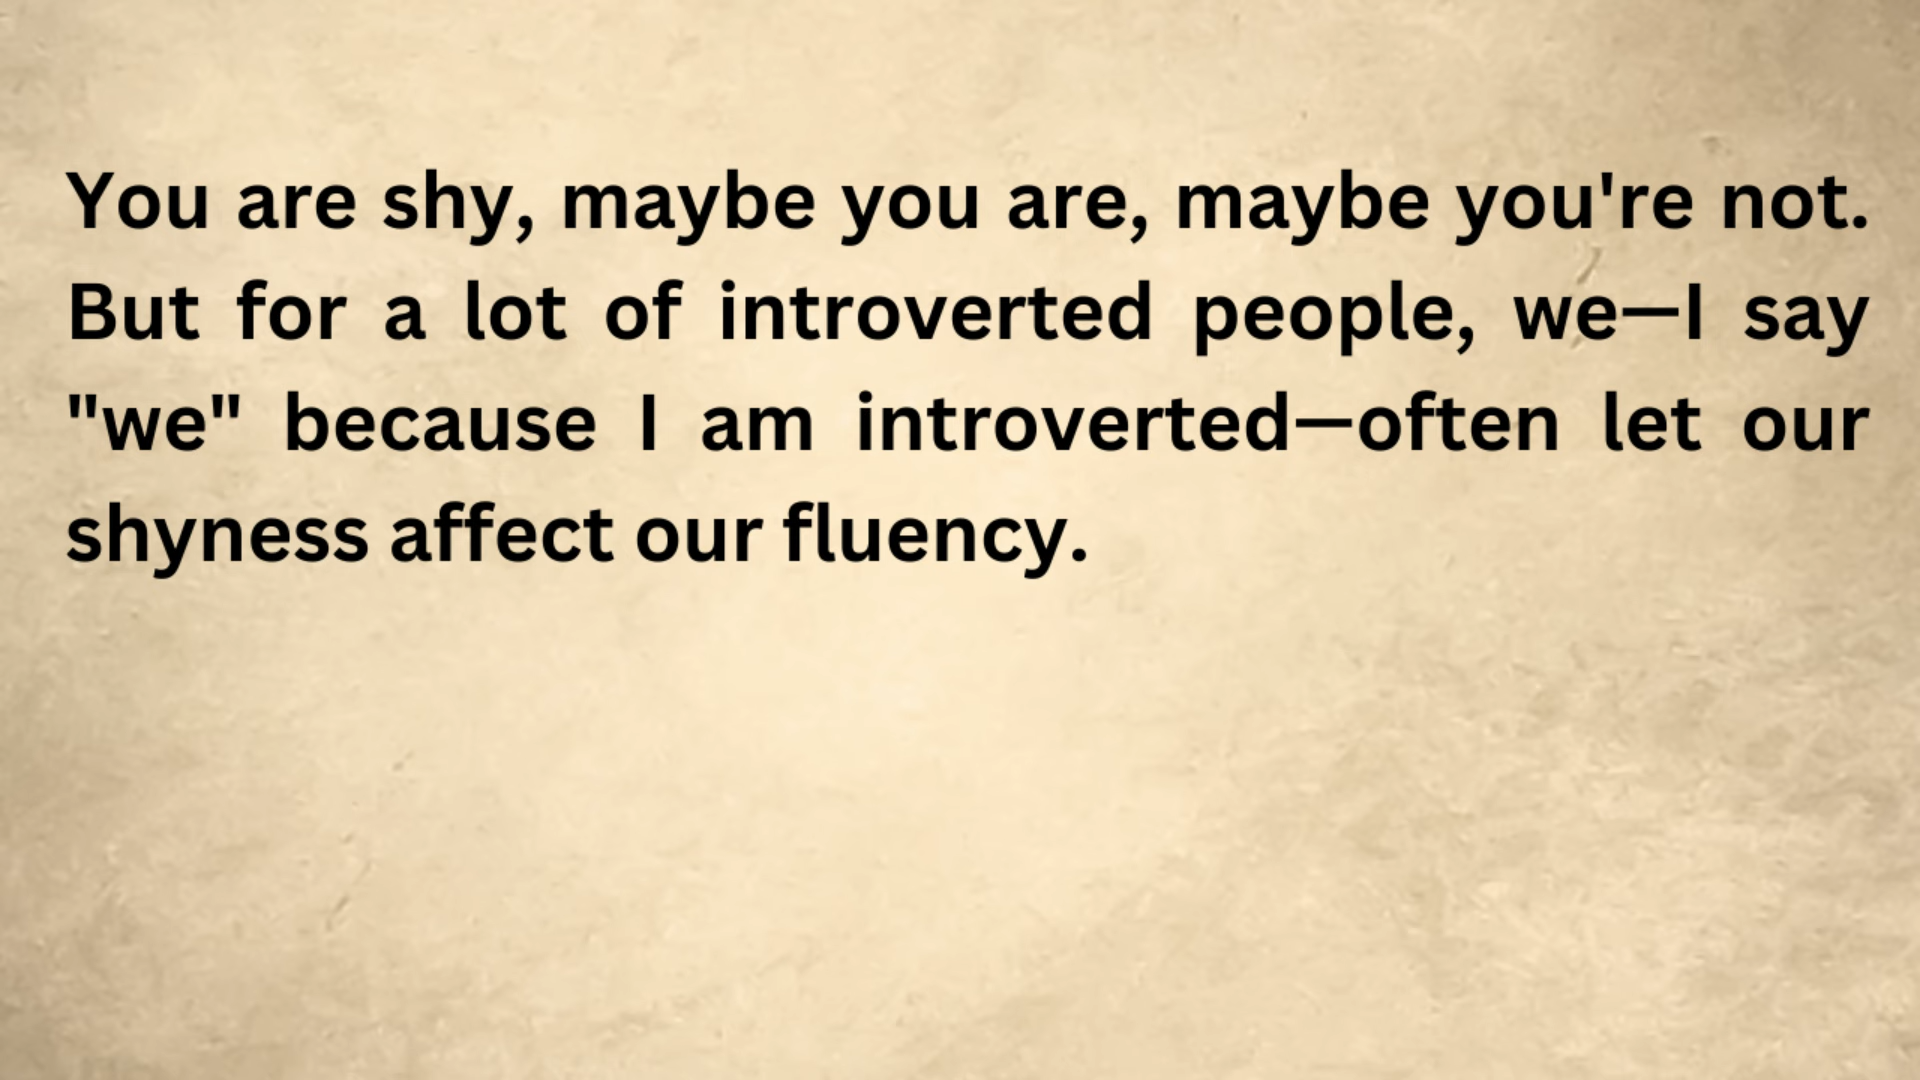 You are shy, maybe you are, maybe you're not.
But for a lot of introverted people, we—I say
"we" because I am introverted—often let our
shyness affect our fluency.